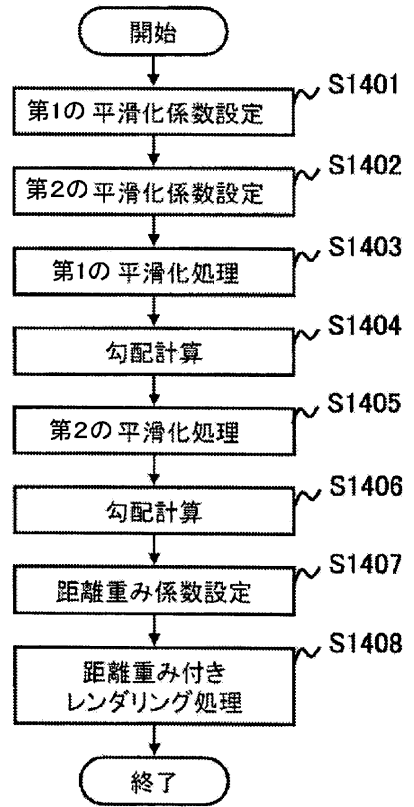 開始
S1401
第1の平滑化係数設定
S1402
第2の平滑化係数設定
S1403
第1の平滑化処理
S1404
勾配計算
S1405
第2の平滑化処理
S1406
勾配計算
S1407
距離重み係数設定
S1408
距離重み付き
レンダリング処理
終了